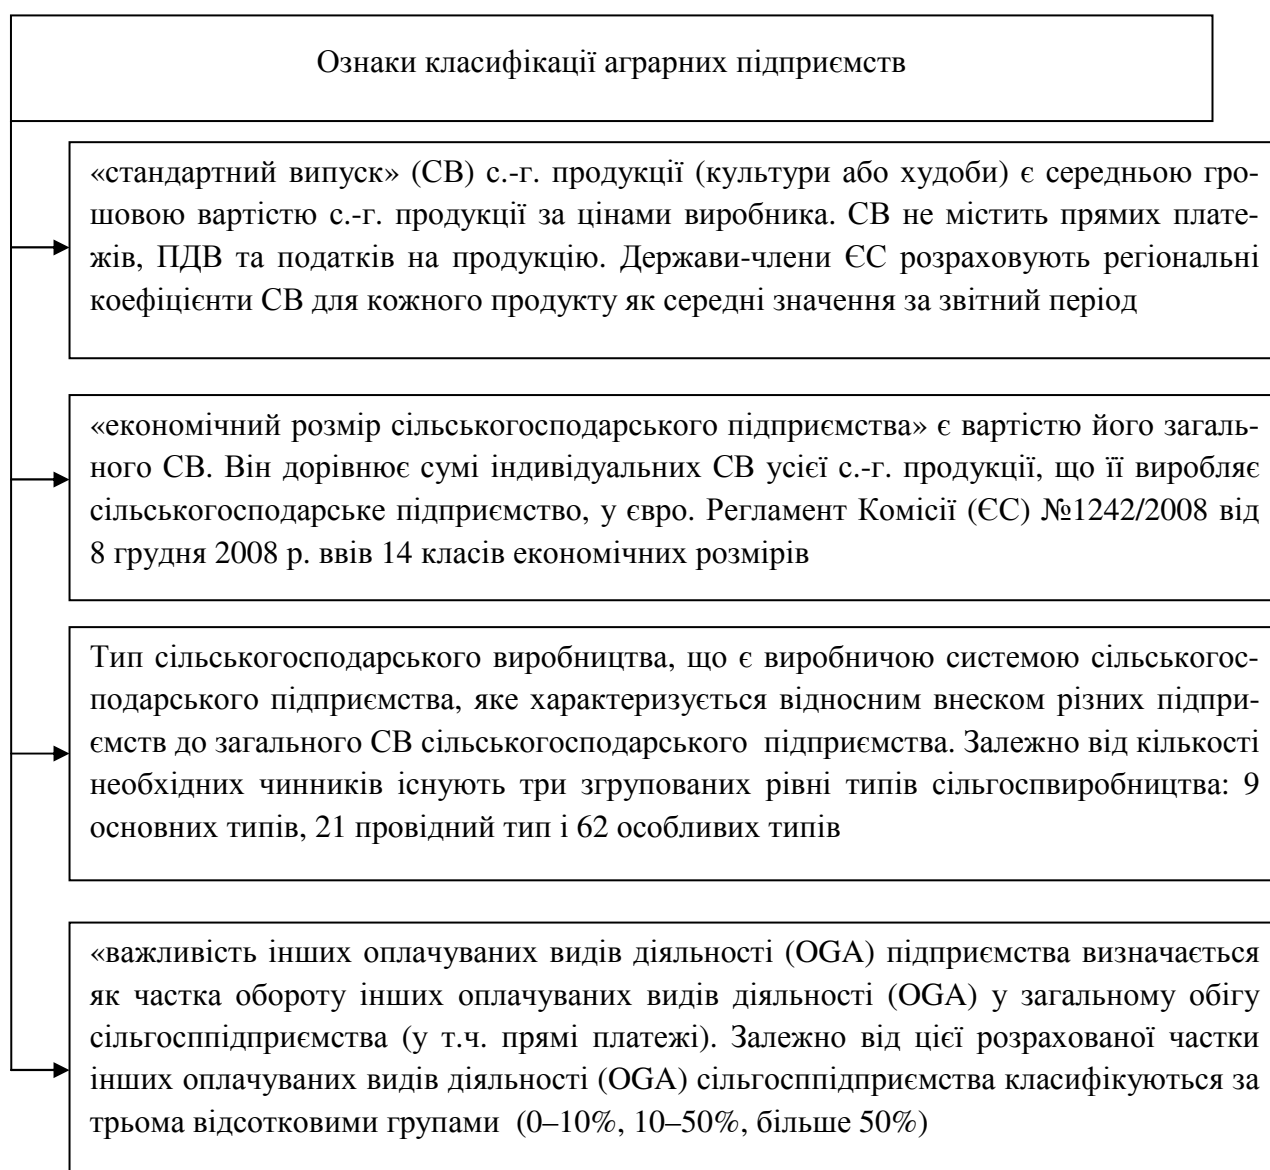 Ознаки класифікації аграрних підприємств
«стандартний випуск» (СВ) с.-г. продукції (культури або худоби) є середньою гро-
шовою вартістю с.-г. продукції за цінами виробника. СВ не містить прямих плате-
жів, ПДВ та податків на продукцію. Держави-члени ЄС розраховують регіональні
коефіцієнти СВ для кожного продукту як середні значення за звітний період
«економічний розмір сільськогосподарського підприємства» є вартістю його загаль-
ного СВ. Він дорівнює сумі індивідуальних СВ усієї с.-г. продукції, що її виробляє
сільськогосподарське підприємство, у євро. Регламент Комісії (ЄС) №1242/2008 від
8 грудня 2008 р. ввів 14 класів економічних розмірів
Тип сільськогосподарського виробництва, що є виробничою системою сільськогос-
подарського підприємства, яке характеризується відносним внеском різних підпри-
ємств до загального СВ сільськогосподарського підприємства. Залежно від кількості
необхідних чинників існують три згрупованих рівні типів сільгоспвиробництва: 9
основних типів, 21 провідний тип і 62 особливих типів
«важливість інших оплачуваних видів діяльності (OGA) підприємства визначається
як частка обороту інших оплачуваних видів діяльності (OGA) у загальному обігу
сільгосппідприємства (у т.ч. прямі платежі). Залежно від цієї розрахованої частки
інших оплачуваних видів діяльності (OGA) сільгосппідприємства класифікуються за
трьома відсотковими групами (0–10%, 10–50%, більше 50%)